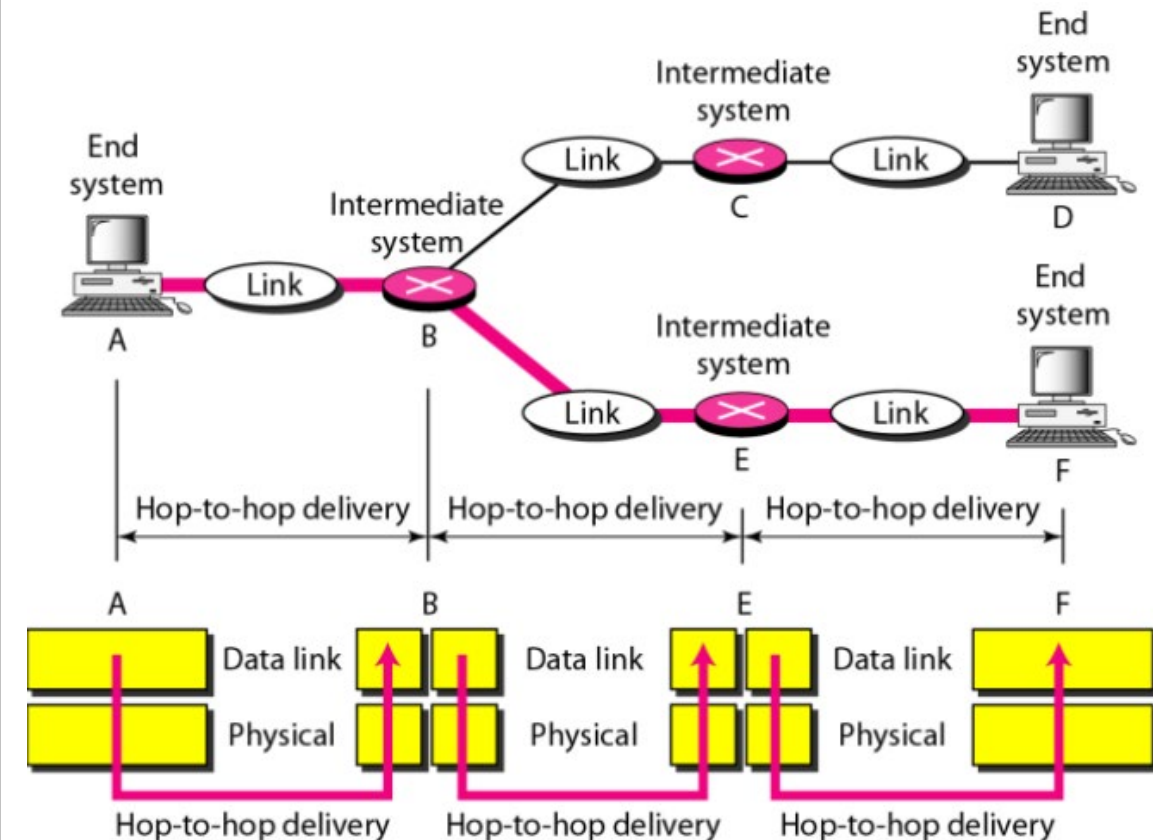 End
system
Intermediate
system
Link
Link
C
D
End
system
Intermediate
system
Link
A
B
End
system
Intermediate
system
Link
Link
E
F
Hop-to-hop delivery
Hop-to-hop delivery
Hop-to-hop delivery
A
B
E
F
Data link
Data link
Data link
Physical
Physical
Physical
Hop-to-hop delivery
Hop-to-hop delivery
Hop-to-hop delivery